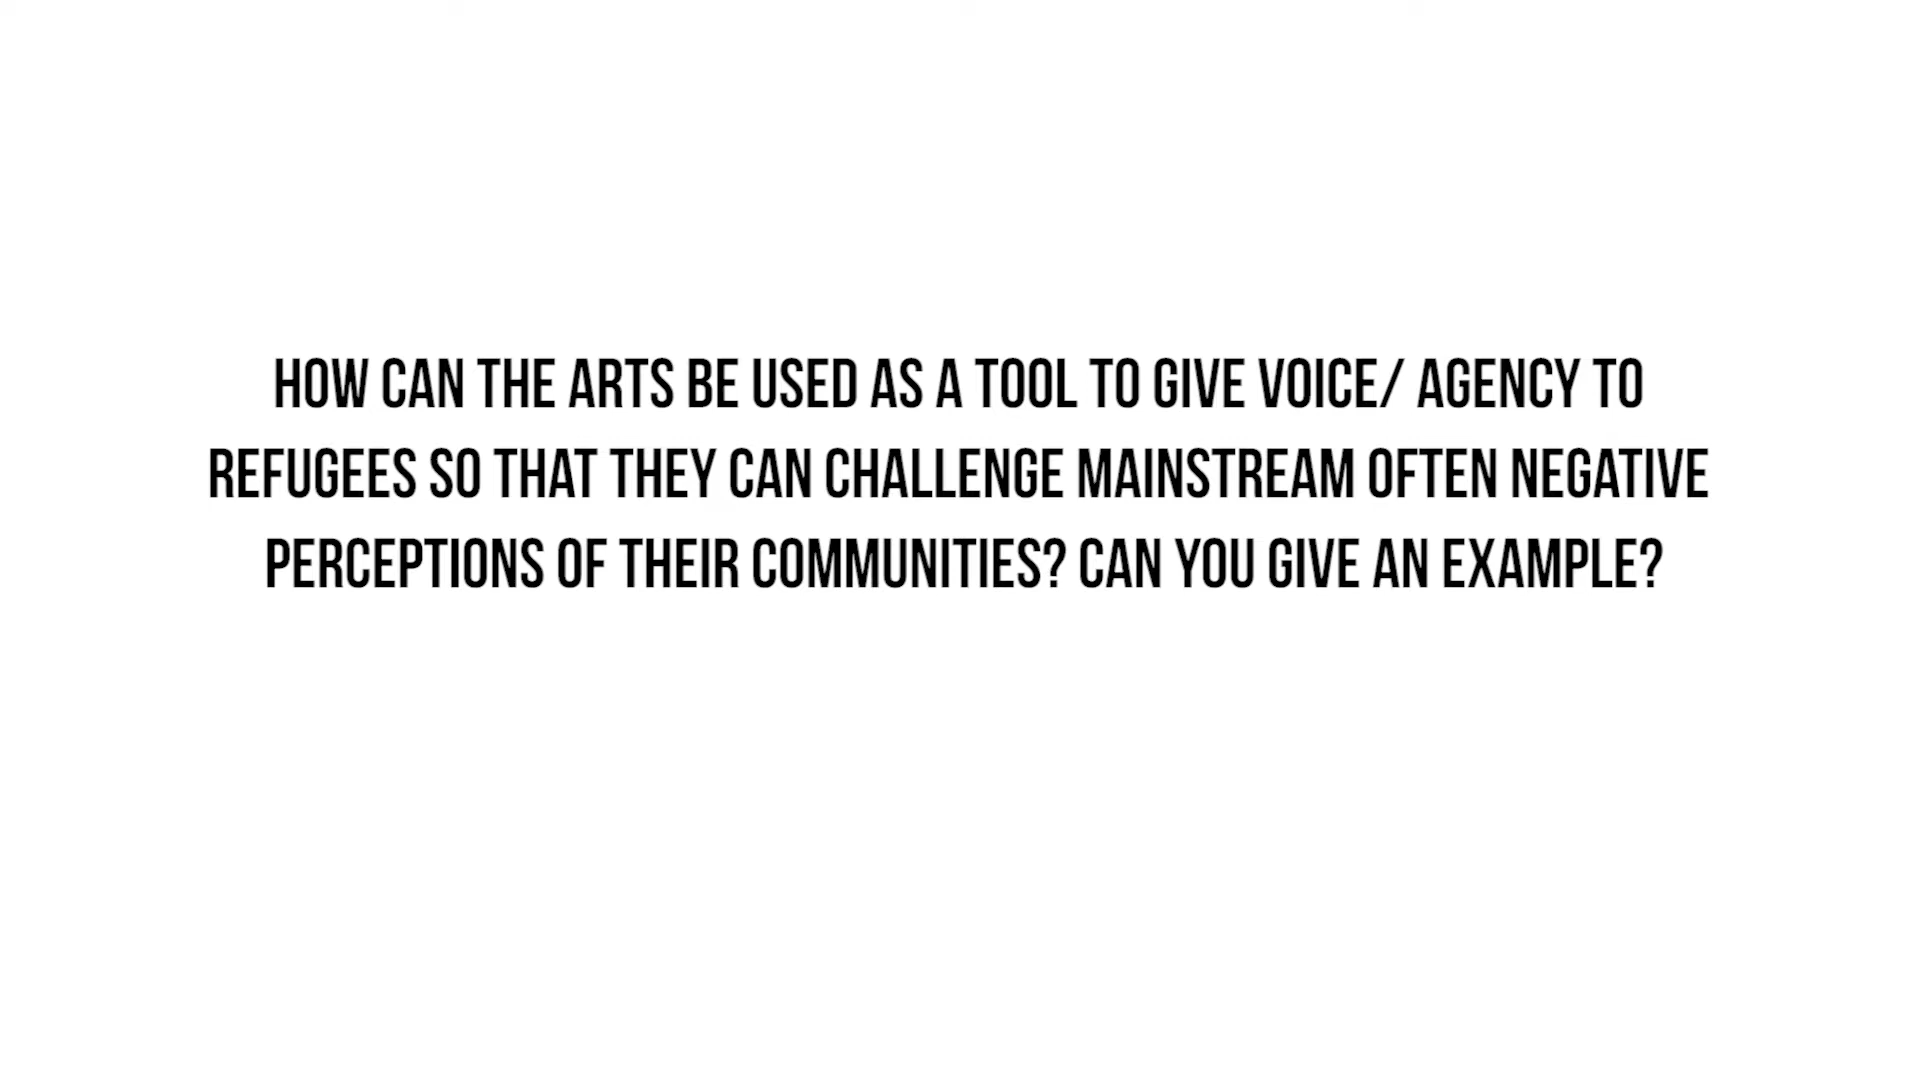 HOW CAN THE ARTS BE USED AS A TOOL TO GIVE VOICE/ AGENCY TO
REFUGEES SO THAT THEY CAN CHALLENGE MAINSTREAM OFTEN NEGATIVE
PERCEPTIONS OF THEIR COMMUNITIES? CAN YOU GIVE AN EXAMPLE?